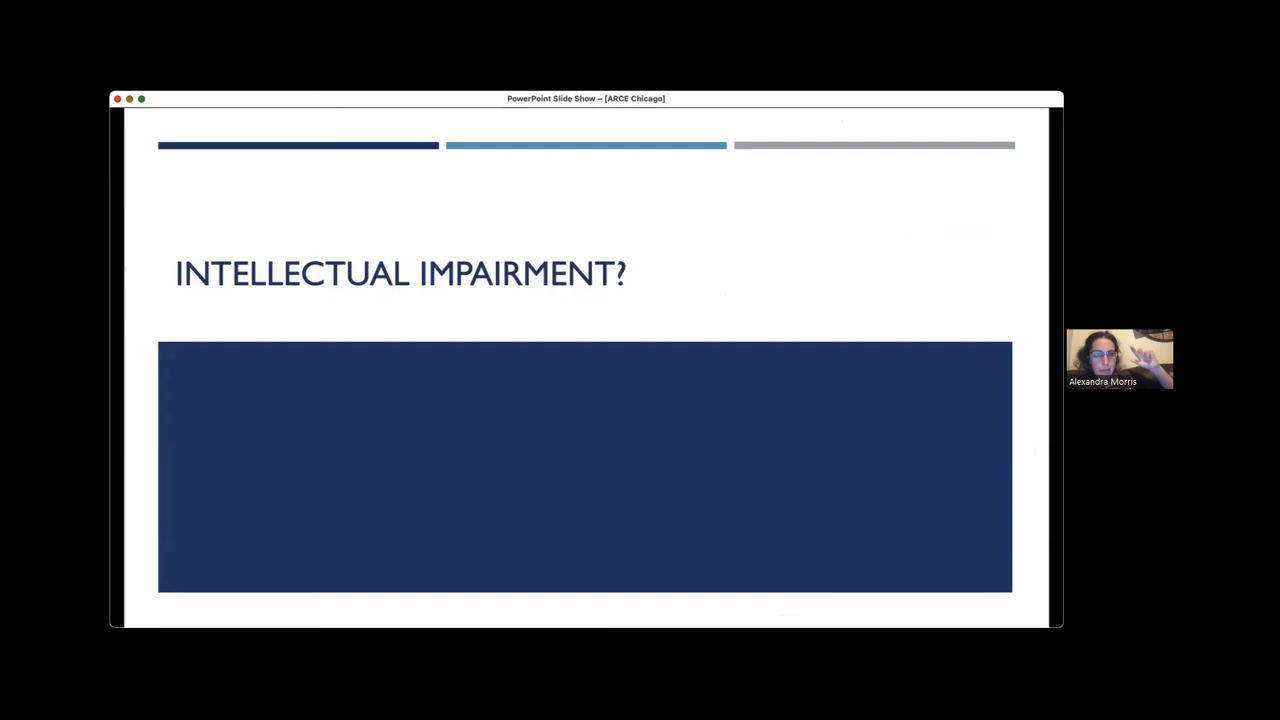 PowerPoint Slide Show – [ARCE Chicago]
INTELLECTUAL IMPAIRMENT?
Alexandra Morris